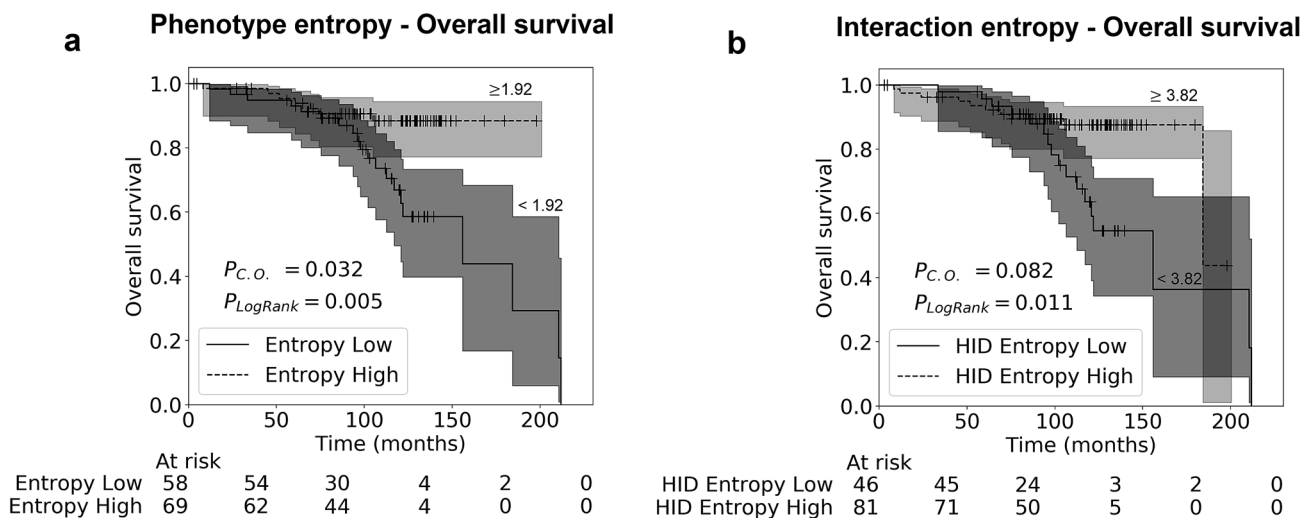 a
Phenotype entropy - Overall survival
1.0
0.8
0.6
0.4
0.2
0.0
Overall survival
≥1.92
< 1.92
P_{C.O.} = 0.032
P_{LogRank} = 0.005
Entropy Low
Entropy High
0 50 100 150 200
Time (months)
At risk
Entropy Low 58 54 30 4 2 0
Entropy High 69 62 44 4 0 0
b
Interaction entropy - Overall survival
1.0
0.8
0.6
0.4
0.2
0.0
Overall survival
≥ 3.82
< 3.82
P_{C.O.} = 0.082
P_{LogRank} = 0.011
HID Entropy Low
HID Entropy High
0 50 100 150 200
Time (months)
At risk
HID Entropy Low 46 45 24 3 2 0
HID Entropy High 81 71 50 5 0 0